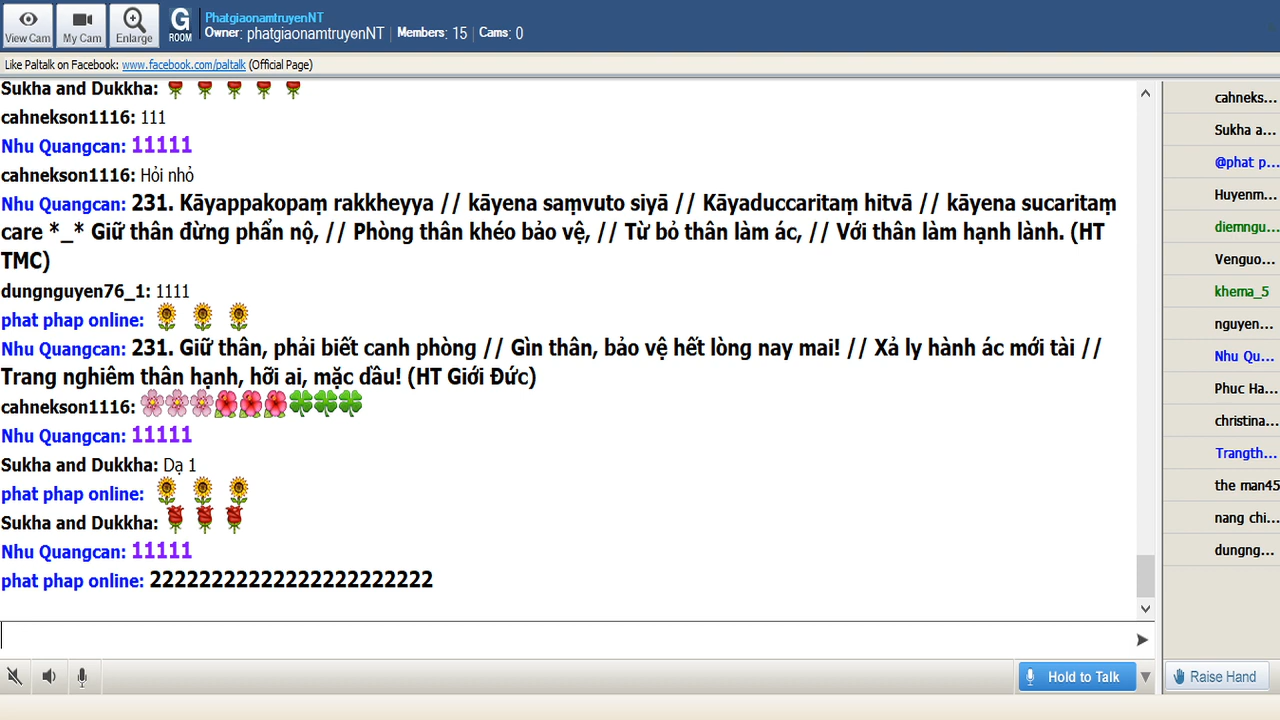 View Cam
My Cam
Enlarge
G
ROOM
PhatgiaonamtruyenNT
Owner: phatgiaonamtruyenNT | Members: 15 | Cams: 0
Like Paltalk on Facebook: www.facebook.com/paltalk (Official Page)
Sukha and Dukkha:
cahnekson1116: 111
Nhu Quangcan: 11111
cahnekson1116: Hỏi nhỏ
Nhu Quangcan: 231. Kāyappakopaṃ rakkheyya // kāyena saṃvuto siyā // Kāyaduccaritaṃ hitvā // kāyena sucaritaṃ
care *_* Giữ thân đừng phẩn nộ, // Phòng thân khéo bảo vệ, // Từ bỏ thân làm ác, // Với thân làm hạnh lành. (HT
TMC)
dungnguyen76_1: 1111
phat phap online:
Nhu Quangcan: 231. Giữ thân, phải biết canh phòng // Gìn thân, bảo vệ hết lòng nay mai! // Xả ly hành ác mới tài //
Trang nghiêm thân hạnh, hỡi ai, mặc dầu! (HT Giới Đức)
cahnekson1116:
Nhu Quangcan: 11111
Sukha and Dukkha: Dạ 1
phat phap online:
Sukha and Dukkha:
Nhu Quangcan: 11111
phat phap online: 22222222222222222222222
Hold to Talk
cahneks...
Sukha a...
@phat p...
Huyenm...
diemngu...
Venguo...
khema_5
nguyen...
Nhu Qu...
Phuc Ha...
christina...
Trangth...
the man45
nang chi...
dungng...
Raise Hand